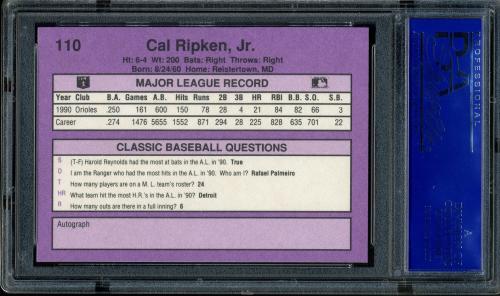 110 Cal Ripken, Jr.
Ht: 6-4 Wt: 200 Bats: Right Throws: Right
Born: 8/24/60 Home: Reistertown, MD
MAJOR LEAGUE RECORD
Year Club B.A. Games A.B. Hits Runs 2B 3B HR RBI B.B. S.O. S.B.
1990 Orioles .250 161 600 150 78 28 4 21 84 82 66 3
Career .274 1476 5655 1552 871 294 28 225 828 635 701 22
CLASSIC BASEBALL QUESTIONS
S (T-F) Harold Reynolds had the most at bats in the A.L. in '90. True
D I am the Ranger who had the most hits in the A.L. in '90. Who am I? Rafael Palmeiro
T How many players are on a M.L. team's roster? 24
HR What team hit the most H.R.'s in the A.L. in '90? Detroit
B How many outs are there in a full inning? 6
Autograph
PROFESSIONAL
PSA